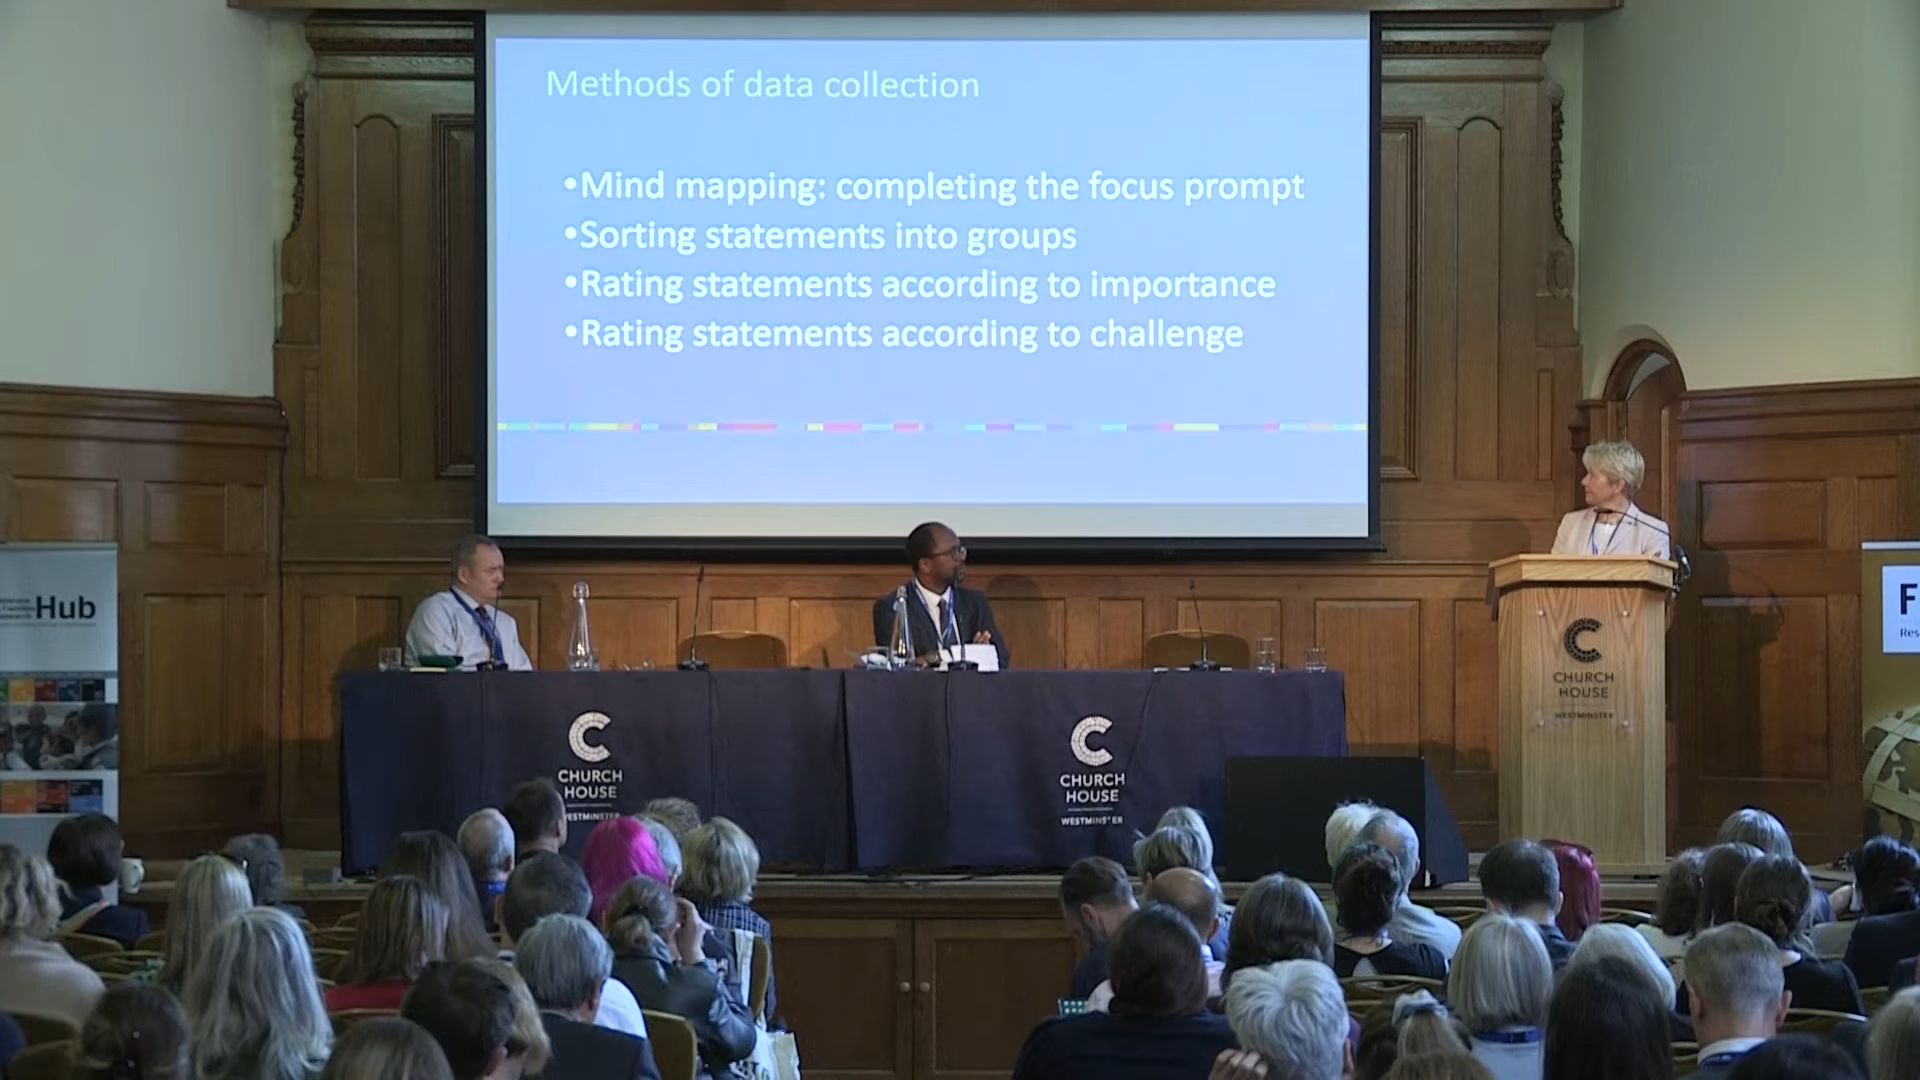 Methods of data collection
•Mind mapping: completing the focus prompt
•Sorting statements into groups
•Rating statements according to importance
•Rating statements according to challenge
Hub
F
Res
C
CHURCH
HOUSE
WESTMINSTER
C
CHURCH
HOUSE
WESTMINSTER
C
CHURCH
HOUSE
WESTMINSTER